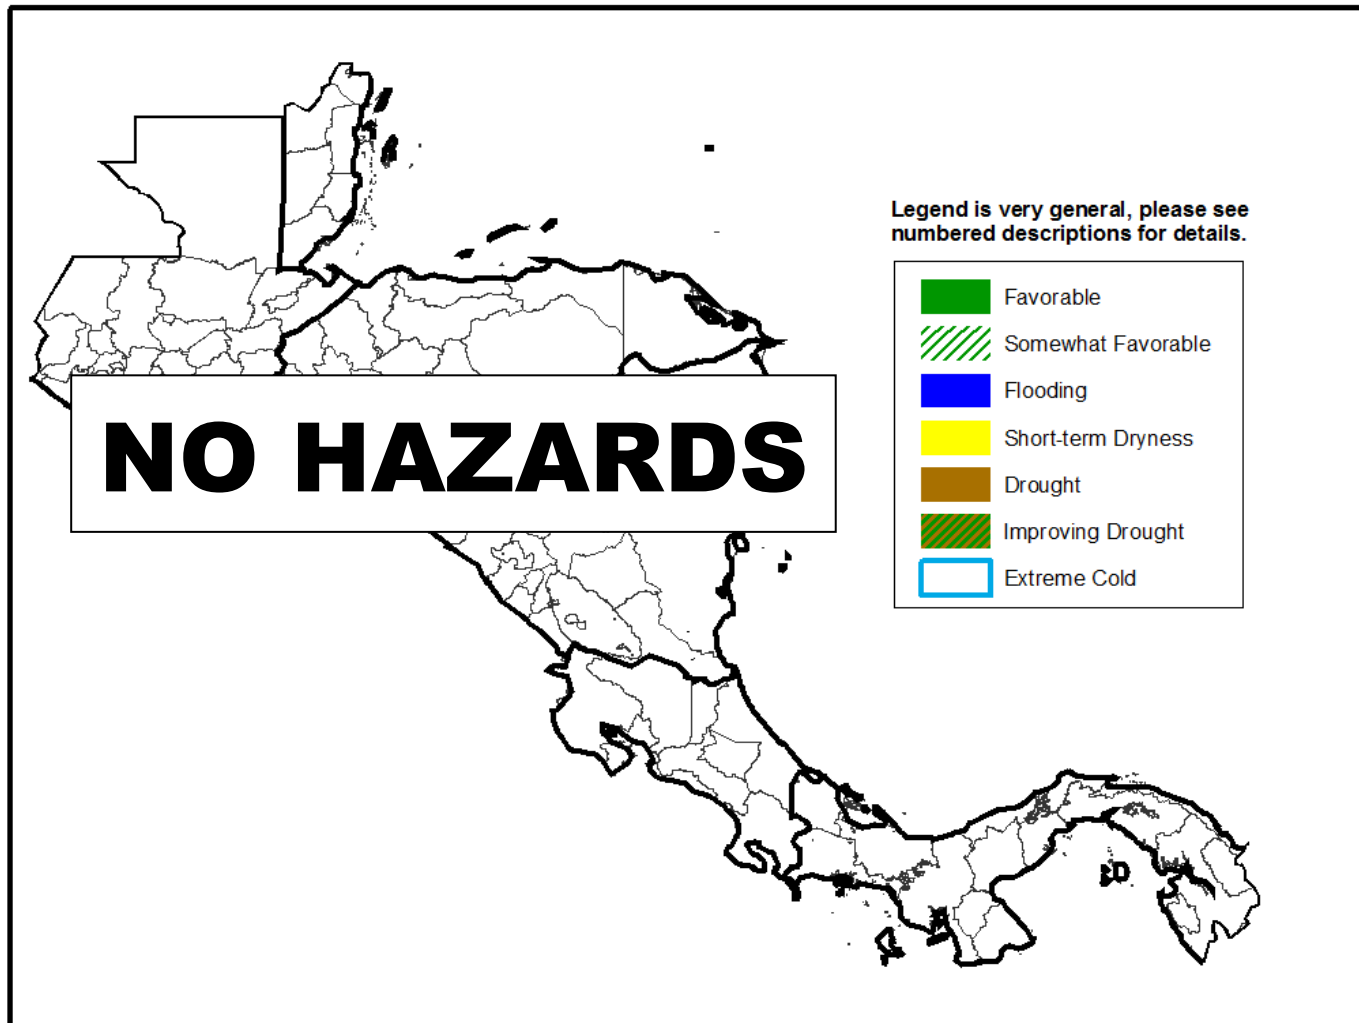 Legend is very general, please see
numbered descriptions for details.
Favorable
Somewhat Favorable
Flooding
Short-term Dryness
Drought
Improving Drought
Extreme Cold
NO HAZARDS